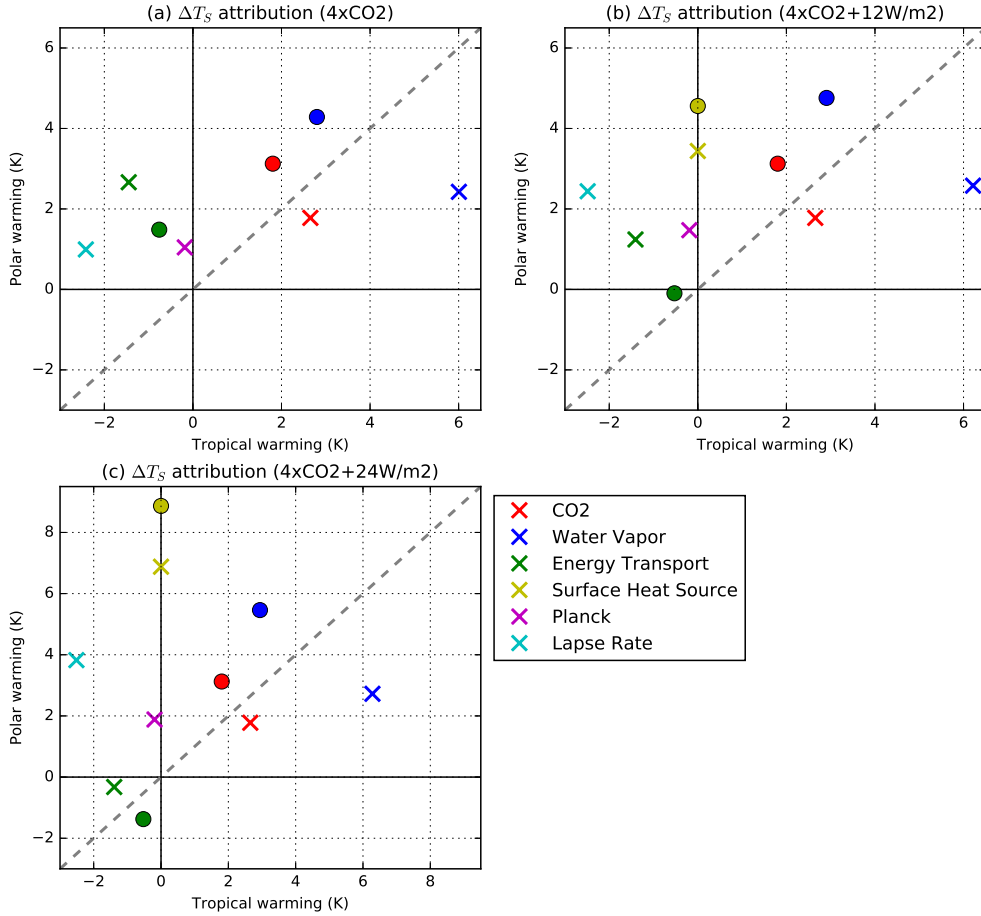 (a) ΔT_S attribution (4xCO2)
6
4
2
0
−2
Polar warming (K)
−2 0 2 4 6
Tropical warming (K)
(b) ΔT_S attribution (4xCO2+12W/m2)
6
4
2
0
−2
Polar warming (K)
−2 0 2 4 6
Tropical warming (K)
(c) ΔT_S attribution (4xCO2+24W/m2)
8
6
4
2
0
−2
Polar warming (K)
−2 0 2 4 6 8
Tropical warming (K)
CO2
Water Vapor
Energy Transport
Surface Heat Source
Planck
Lapse Rate